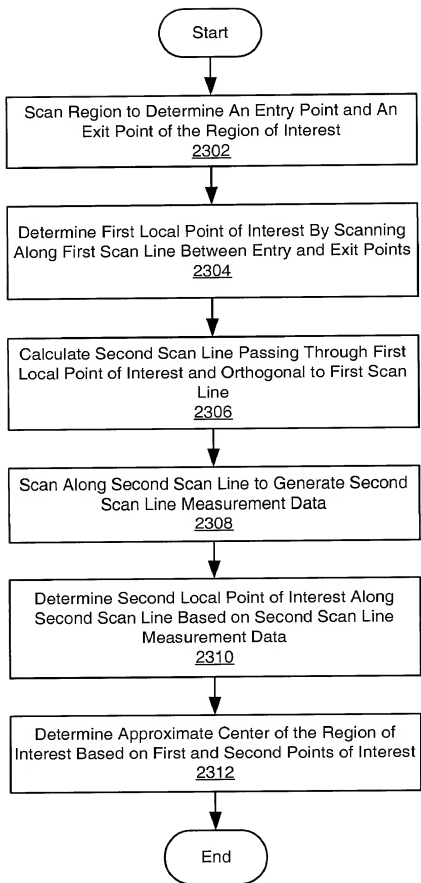 Start
Scan Region to Determine An Entry Point and An
Exit Point of the Region of Interest
2302
Determine First Local Point of Interest By Scanning
Along First Scan Line Between Entry and Exit Points
2304
Calculate Second Scan Line Passing Through First
Local Point of Interest and Orthogonal to First Scan
Line
2306
Scan Along Second Scan Line to Generate Second
Scan Line Measurement Data
2308
Determine Second Local Point of Interest Along
Second Scan Line Based on Second Scan Line
Measurement Data
2310
Determine Approximate Center of the Region of
Interest Based on First and Second Points of Interest
2312
End